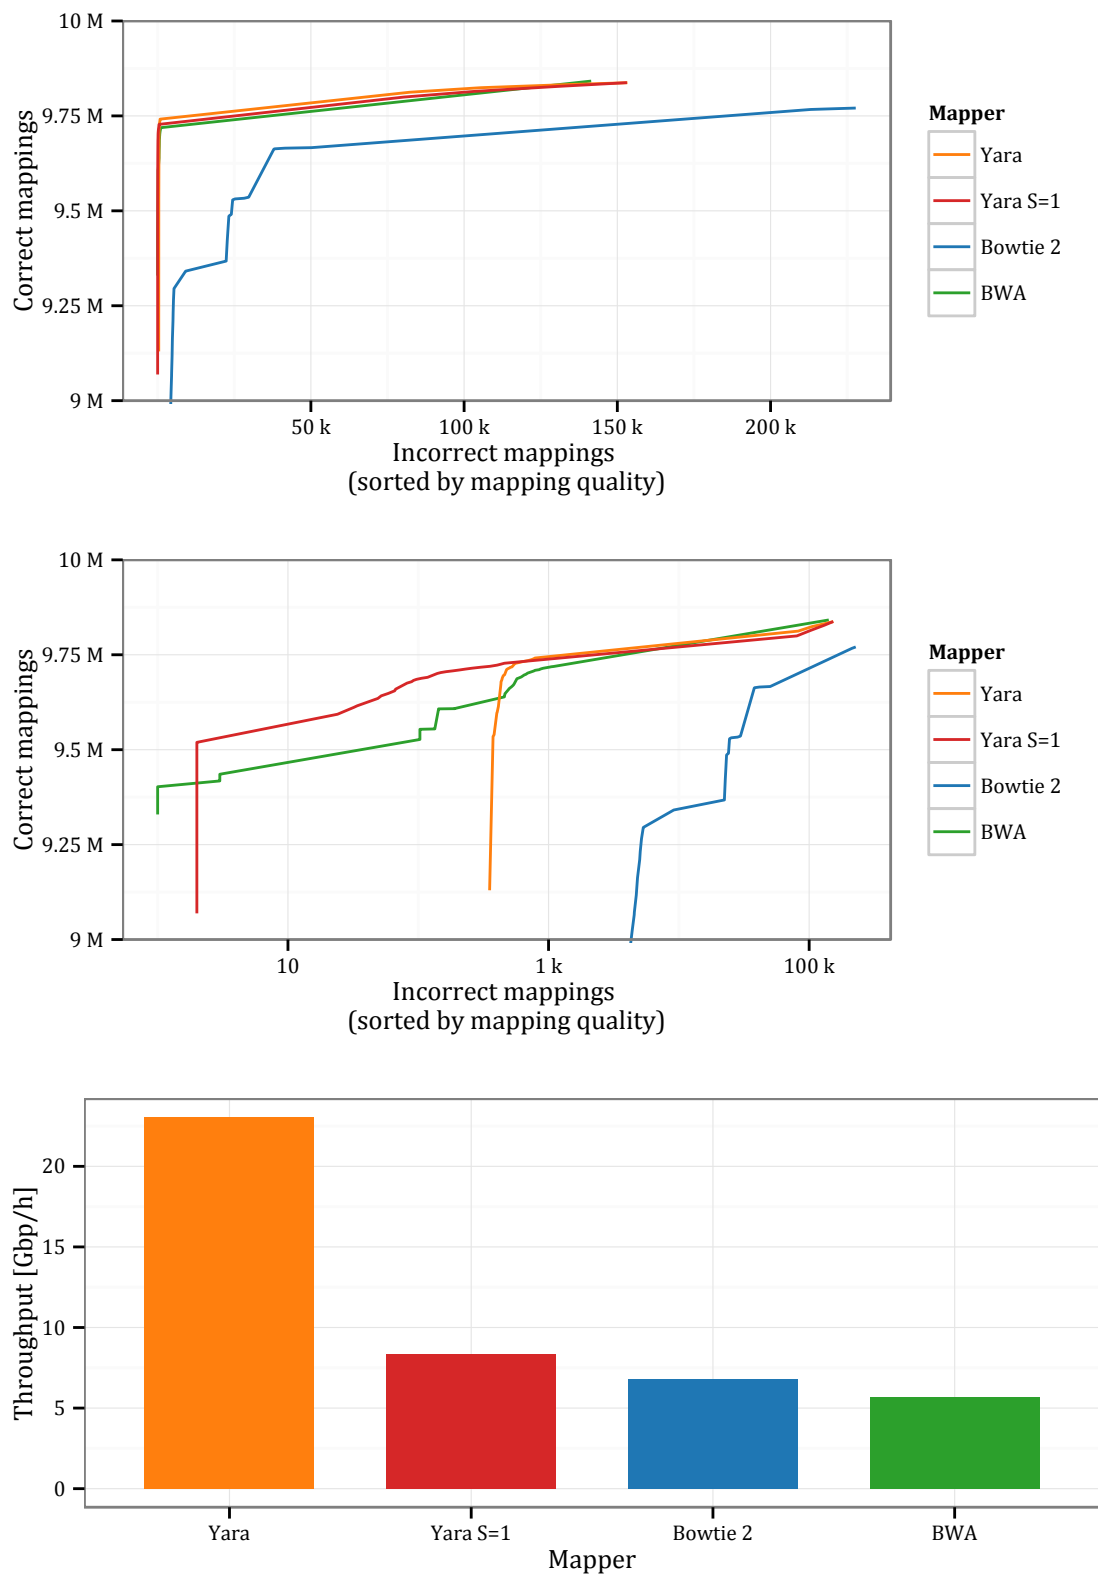 10 M
9.75 M
9.5 M
9.25 M
9 M
Correct mappings
50 k 100 k 150 k 200 k
Incorrect mappings
(sorted by mapping quality)
Mapper
Yara
Yara S=1
Bowtie 2
BWA
10 M
9.75 M
9.5 M
9.25 M
9 M
Correct mappings
10 1 k 100 k
Incorrect mappings
(sorted by mapping quality)
Mapper
Yara
Yara S=1
Bowtie 2
BWA
20
15
10
5
0
Throughput [Gbp/h]
Yara Yara S=1 Bowtie 2 BWA
Mapper